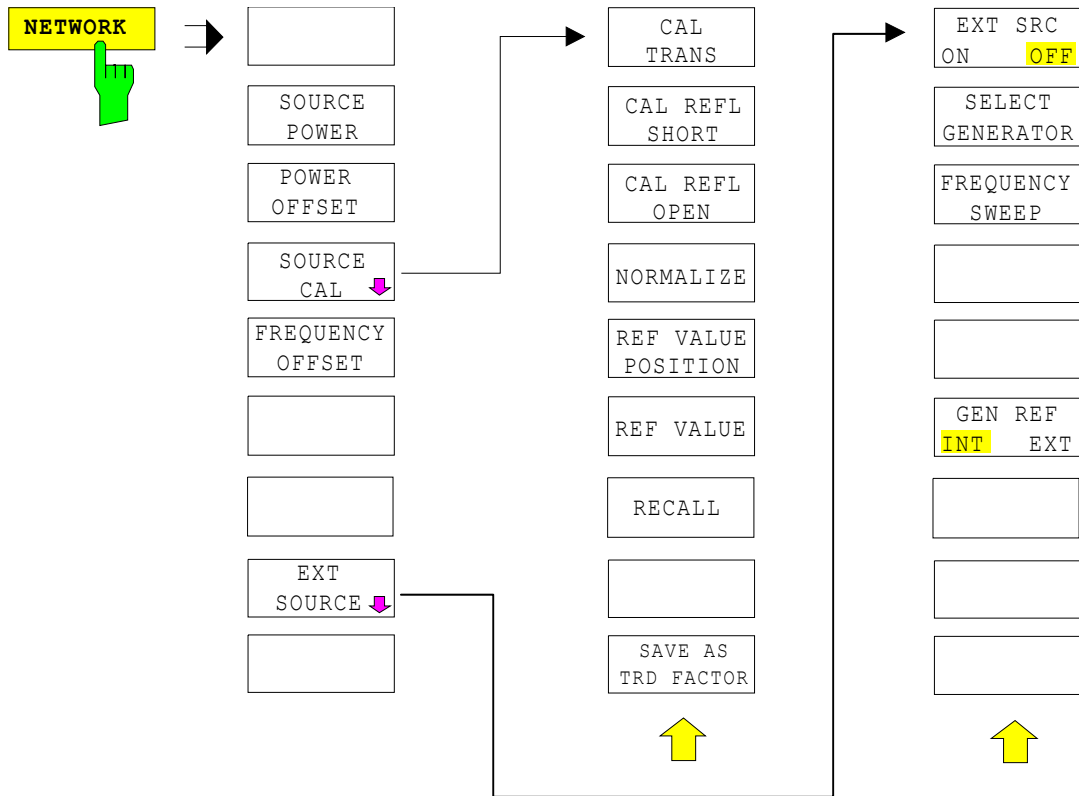 NETWORK
SOURCE
POWER
POWER
OFFSET
SOURCE
CAL
FREQUENCY
OFFSET
EXT
SOURCE
CAL
TRANS
CAL REFL
SHORT
CAL REFL
OPEN
NORMALIZE
REF VALUE
POSITION
REF VALUE
RECALL
SAVE AS
TRD FACTOR
EXT SRC
ON OFF
SELECT
GENERATOR
FREQUENCY
SWEEP
GEN REF
INT EXT